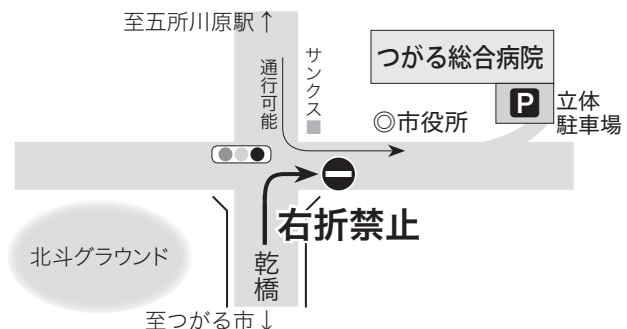 至五所川原駅↑
サンクス
通行可能
つがる総合病院
P
立体
駐車場
◎市役所
右折禁止
北斗グラウンド
乾橋
至つがる市↓